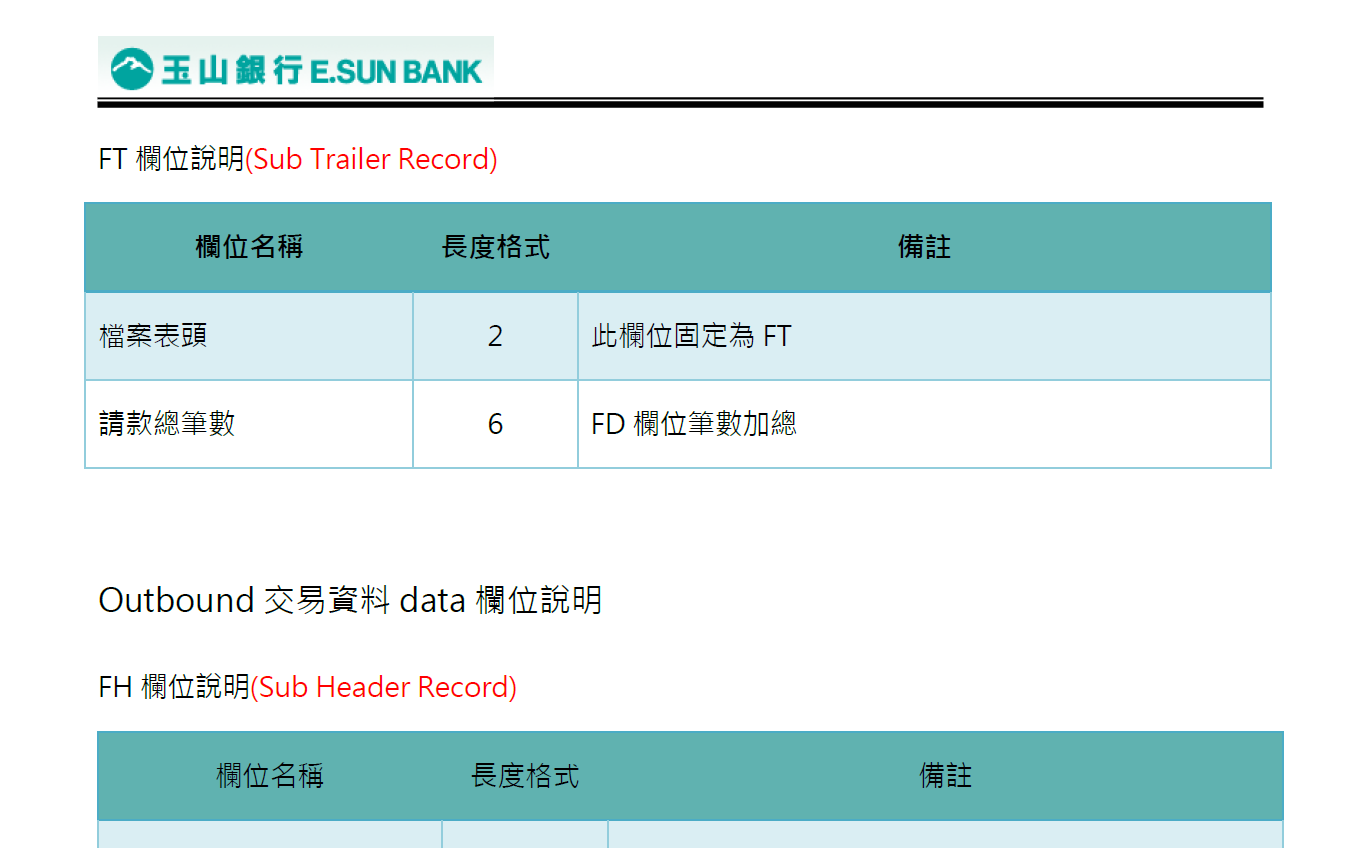 玉山銀行 E.SUN BANK
FT 欄位說明(Sub Trailer Record)
欄位名稱 長度格式 備註
檔案表頭 2 此欄位固定為 FT
請款總筆數 6 FD 欄位筆數加總
Outbound 交易資料 data 欄位說明
FH 欄位說明(Sub Header Record)
欄位名稱 長度格式 備註